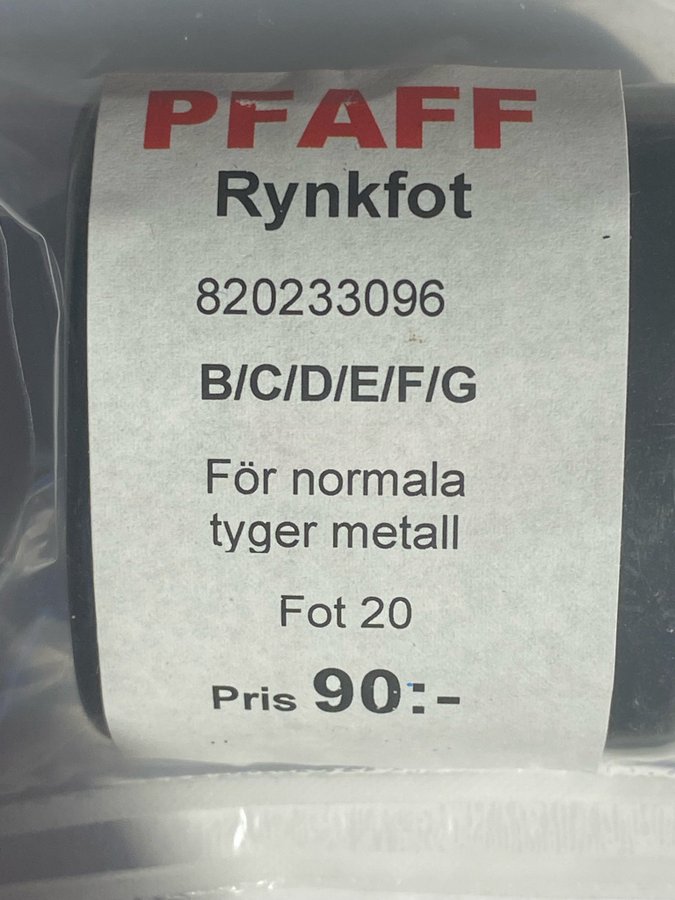 PFAFF
Rynkfot
820233096
B/C/D/E/F/G
För normala
tyger metall
Fot 20
Pris 90:-